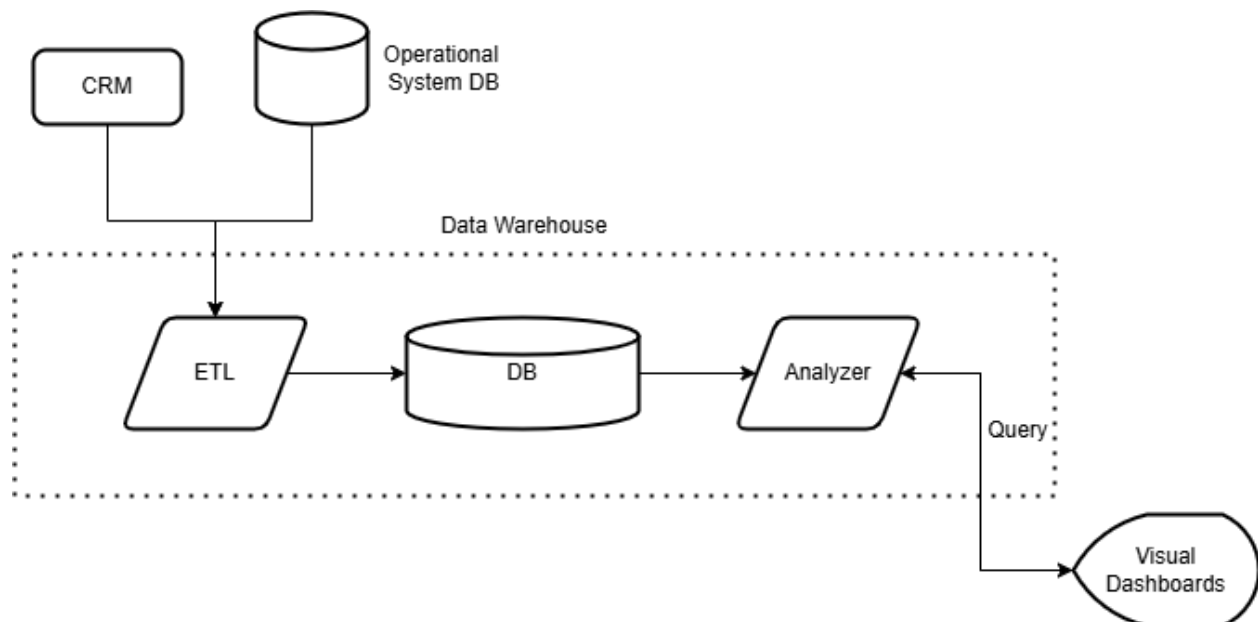 CRM
Operational
System DB
Data Warehouse
ETL
DB
Analyzer
Query
Visual
Dashboards